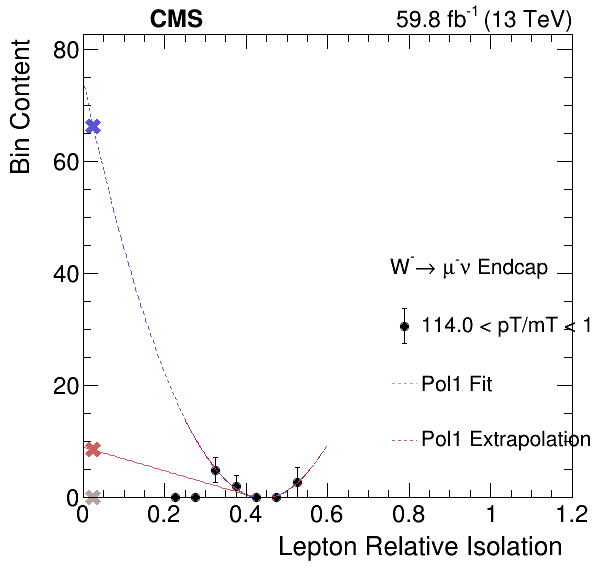 CMS
59.8 fb⁻¹ (13 TeV)
Bin Content
80
60
40
20
0
W⁻→ μ⁻ν Endcap
114.0 < pT/mT < 1
Pol1 Fit
Pol1 Extrapolation
0 0.2 0.4 0.6 0.8 1 1.2
Lepton Relative Isolation